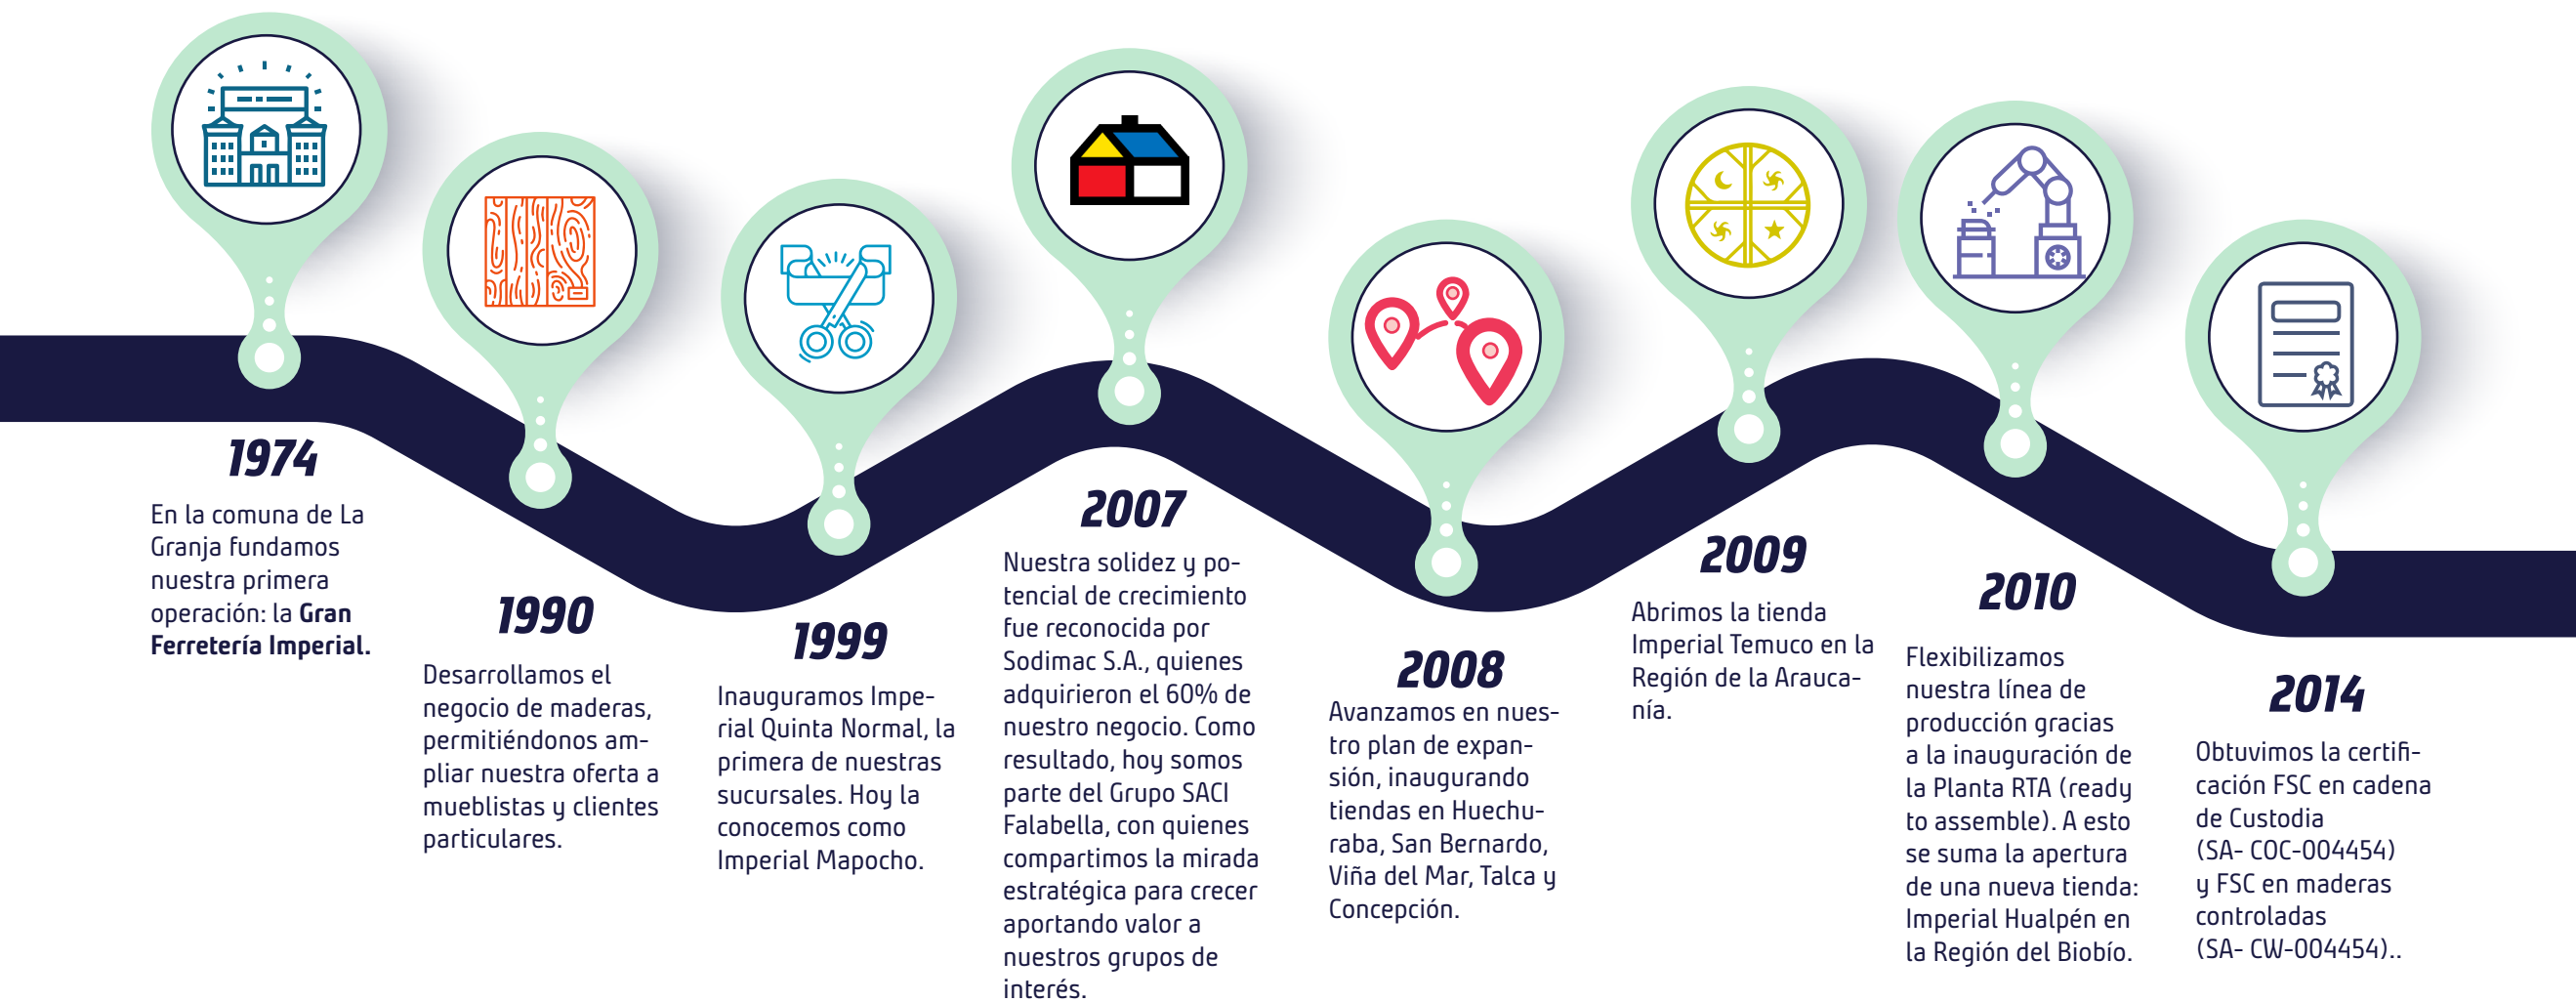 1974
En la comuna de La
Granja fundamos
nuestra primera
operación: la Gran
Ferretería Imperial.
1990
Desarrollamos el
negocio de maderas,
permitiéndonos am-
pliar nuestra oferta a
mueblistas y clientes
particulares.
1999
Inauguramos Impe-
rial Quinta Normal, la
primera de nuestras
sucursales. Hoy la
conocemos como
Imperial Mapocho.
2007
Nuestra solidez y po-
tencial de crecimiento
fue reconocida por
Sodimac S.A., quienes
adquirieron el 60% de
nuestro negocio. Como
resultado, hoy somos
parte del Grupo SACI
Falabella, con quienes
compartimos la mirada
estratégica para crecer
aportando valor a
nuestros grupos de
interés.
2008
Avanzamos en nues-
tro plan de expan-
sión, inaugurando
tiendas en Huechu-
raba, San Bernardo,
Viña del Mar, Talca y
Concepción.
2009
Abrimos la tienda
Imperial Temuco en la
Región de la Arauca-
nía.
2010
Flexibilizamos
nuestra línea de
producción gracias
a la inauguración de
la Planta RTA (ready
to assemble). A esto
se suma la apertura
de una nueva tienda:
Imperial Hualpén en
la Región del Biobío.
2014
Obtuvimos la certifi-
cación FSC en cadena
de Custodia
(SA- COC-004454)
y FSC en maderas
controladas
(SA- CW-004454)..